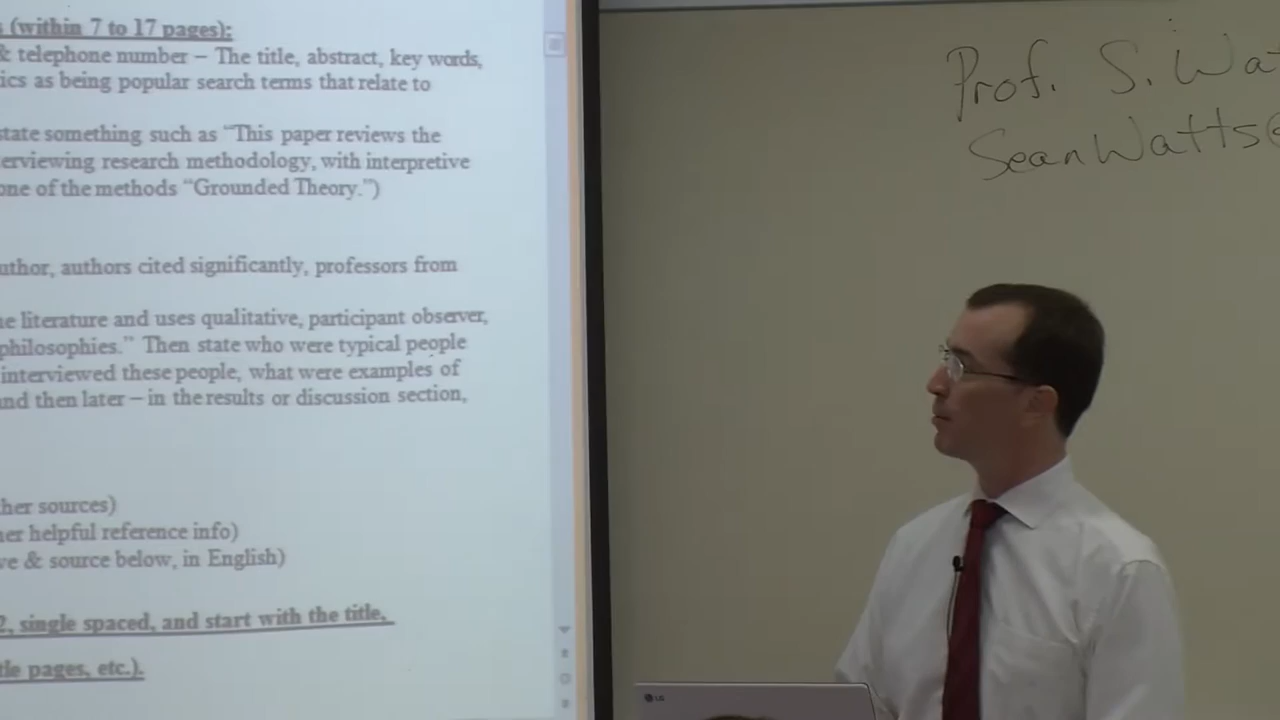 s (within 7 to 17 pages):
& telephone number – The title, abstract, key words,
ics as being popular search terms that relate to
state something such as “This paper reviews the
erviewing research methodology, with interpretive
one of the methods “Grounded Theory.”)
uthor, authors cited significantly, professors from
ne literature and uses qualitative, participant observer,
philosophies.” Then state who were typical people
interviewed these people, what were examples of
and then later – in the results or discussion section,
her sources)
her helpful reference info)
ve & source below, in English)
2, single spaced, and start with the title,
tle pages, etc.).
Prof. S. Wat
SeanWatts@
LG